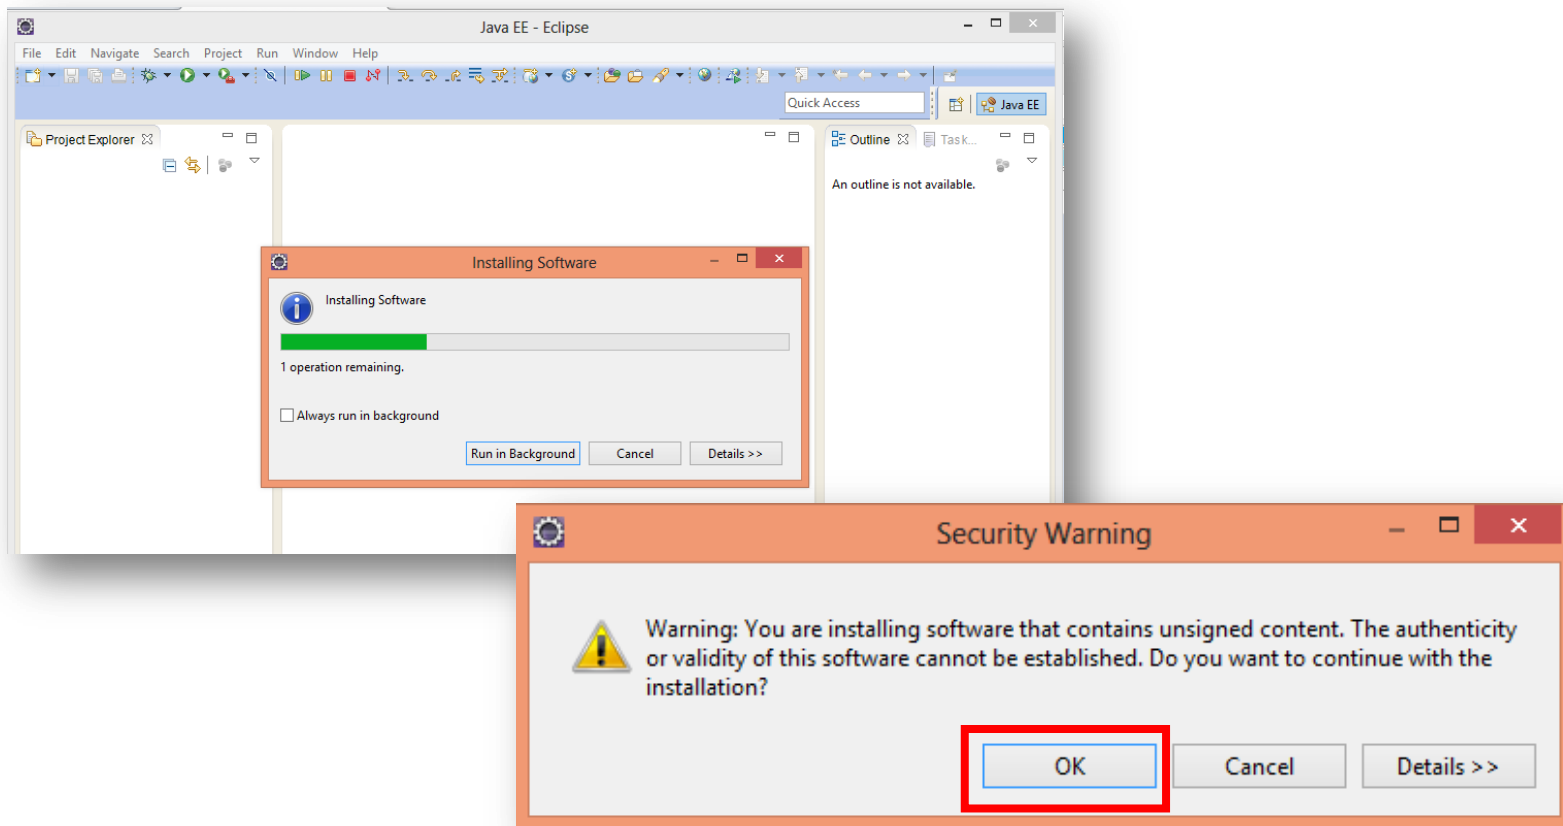 Java EE - Eclipse
File Edit Navigate Search Project Run Window Help
Quick Access
Java EE
Project Explorer
Outline
Task...
An outline is not available.
Installing Software
Installing Software
1 operation remaining.
Always run in background
Run in Background Cancel Details >>
Security Warning
Warning: You are installing software that contains unsigned content. The authenticity
or validity of this software cannot be established. Do you want to continue with the
installation?
OK Cancel Details >>